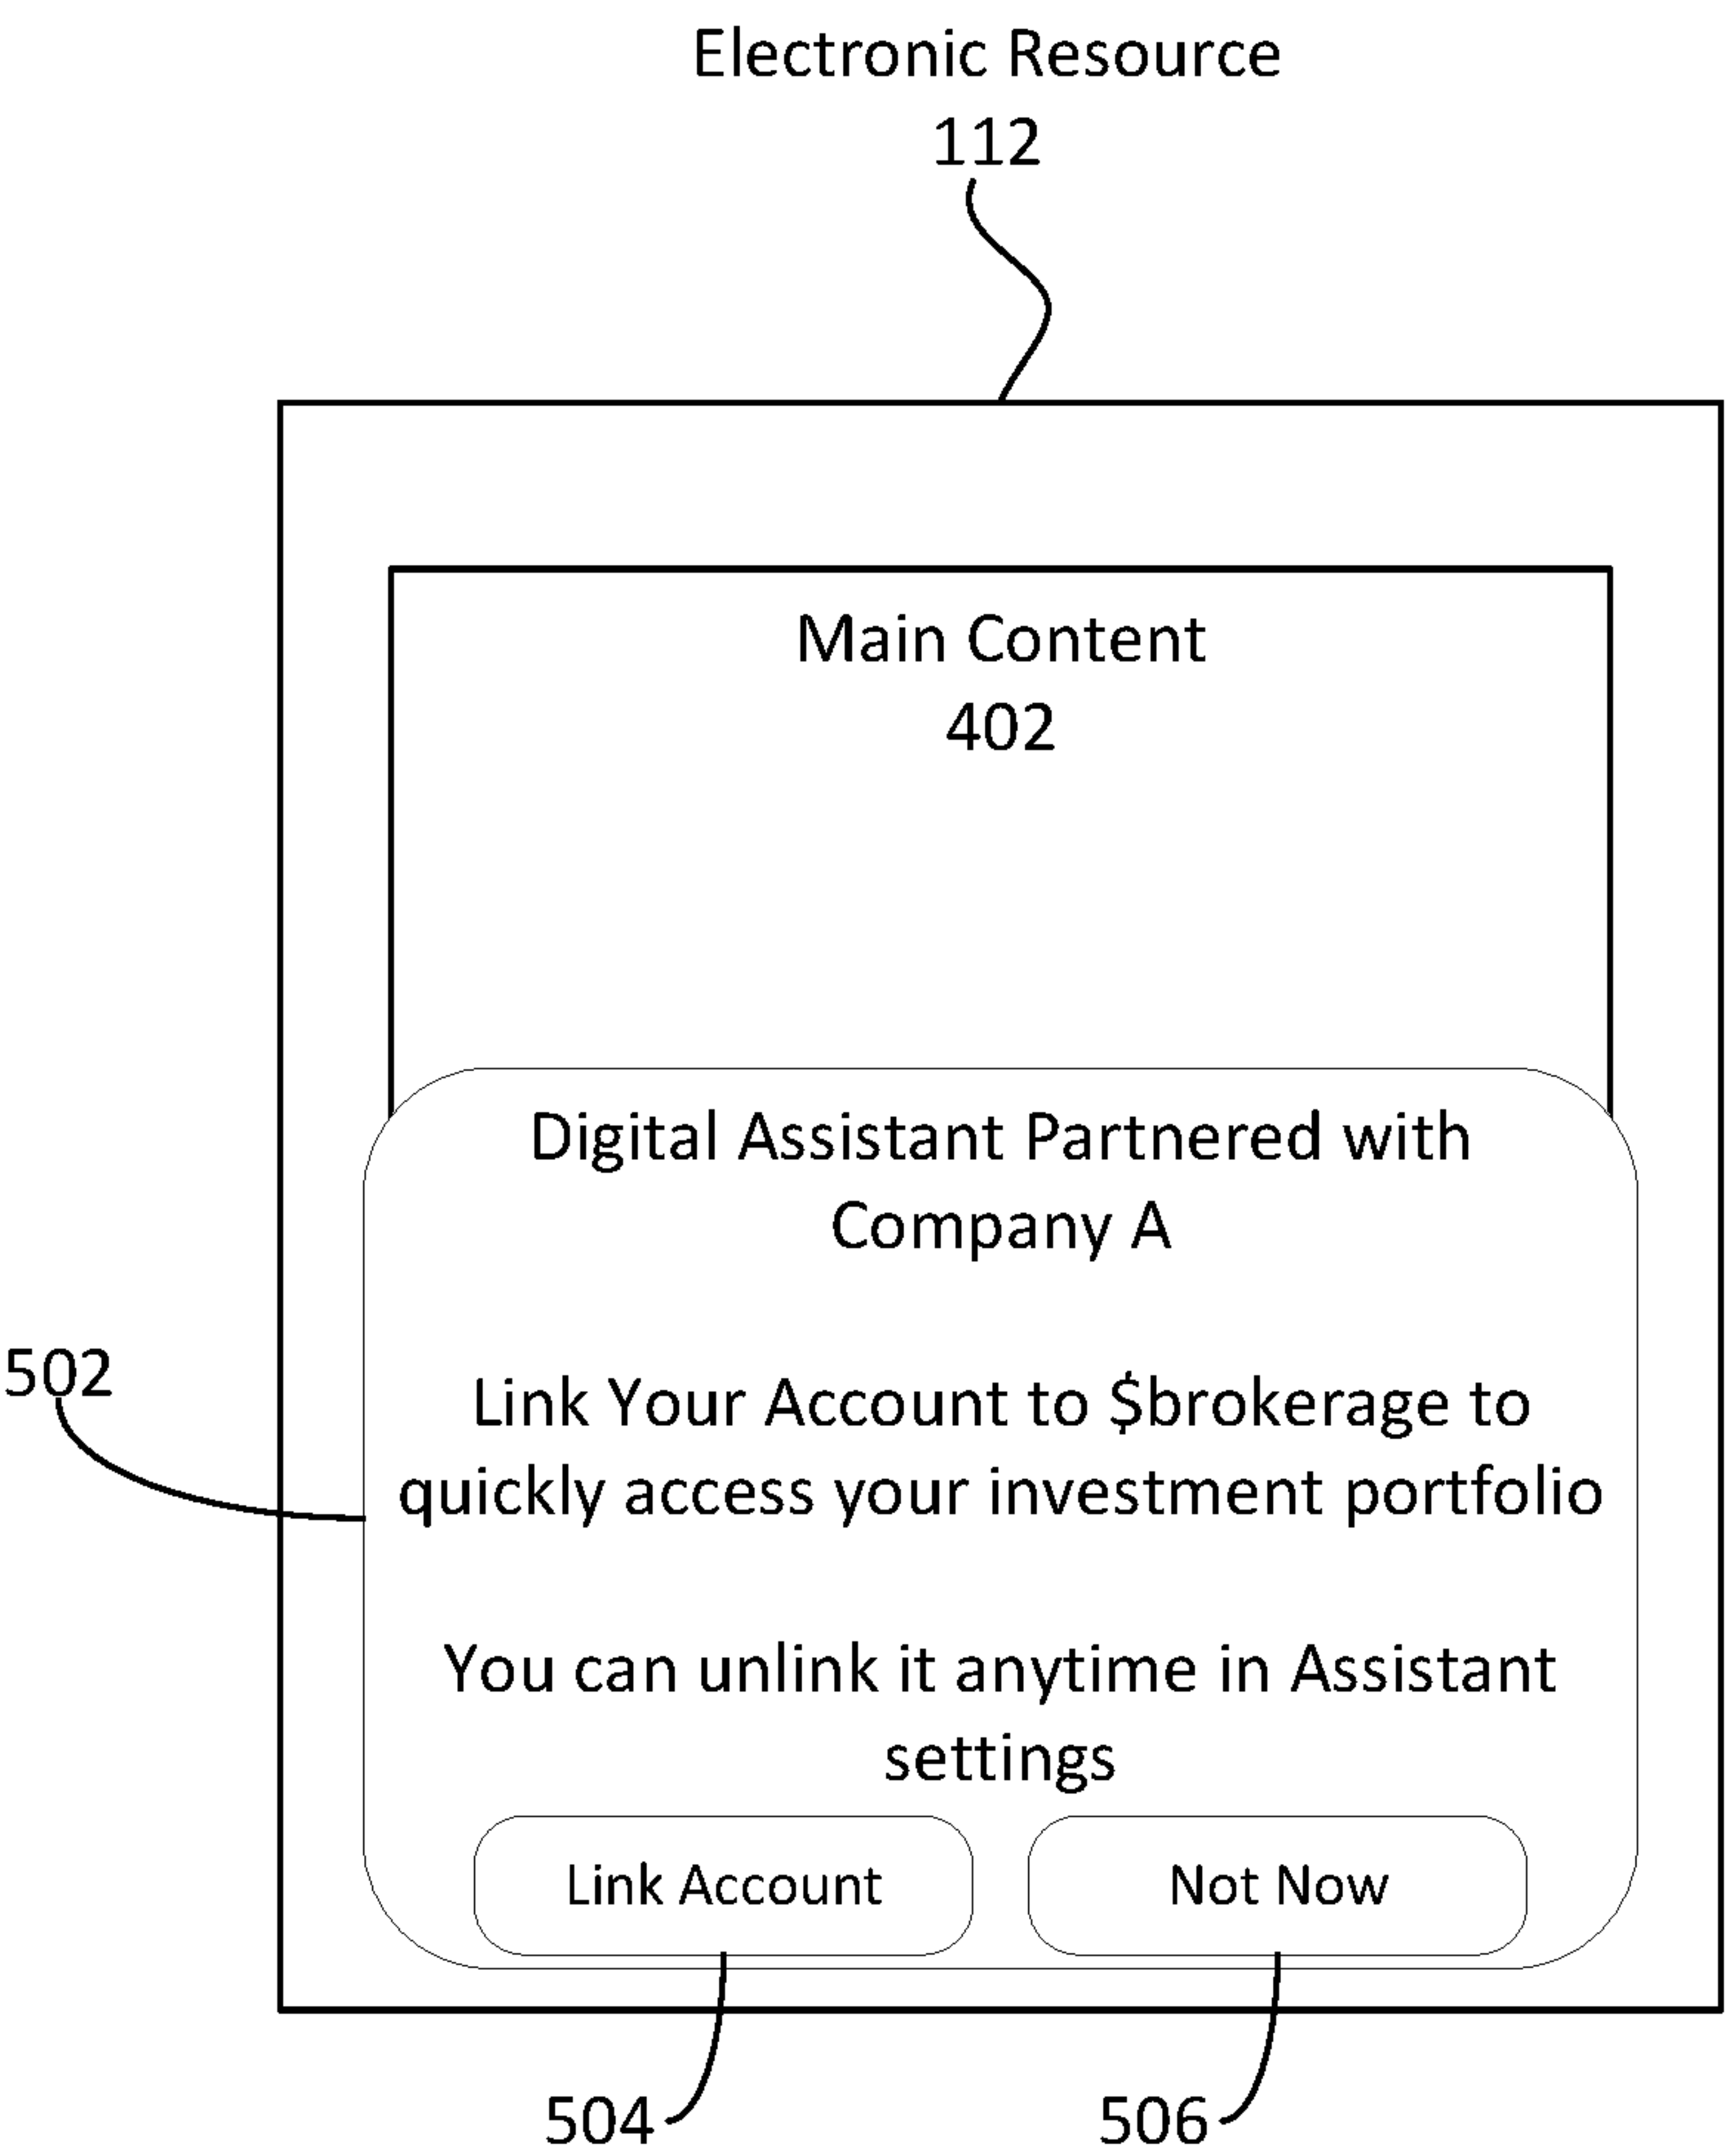 Electronic Resource
112
Main Content
402
Digital Assistant Partnered with
Company A
502
Link Your Account to $brokerage to
quickly access your investment portfolio
You can unlink it anytime in Assistant
settings
Link Account
Not Now
504
506